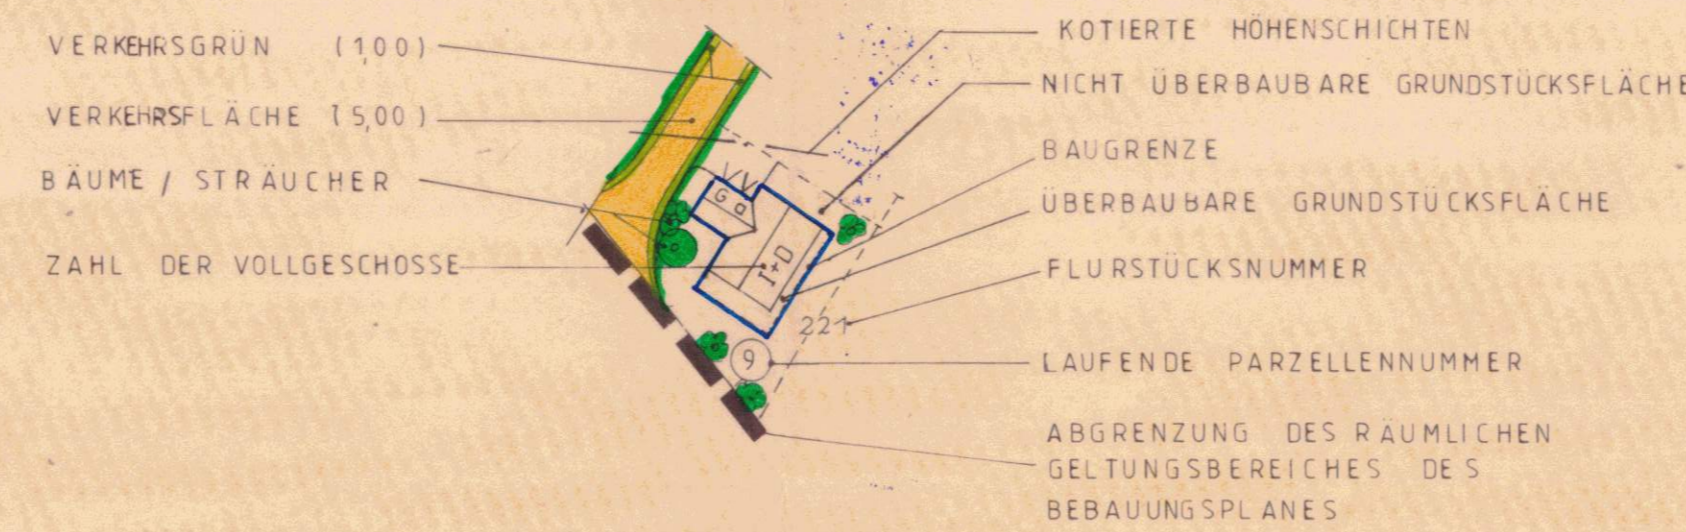 VERKEHRSGRÜN (1,00)
VERKEHRSFLÄCHE (5,00)
BÄUME / STRÄUCHER
ZAHL DER VOLLGESCHOSSE
Ga
I+D
221
9
KOTIERTE HÖHENSCHICHTEN
NICHT ÜBERBAUBARE GRUNDSTÜCKSFLÄCHE
BAUGRENZE
ÜBERBAUBARE GRUNDSTÜCKSFLÄCHE
FLURSTÜCKSNUMMER
LAUFENDE PARZELLENNUMMER
ABGRENZUNG DES RÄUMLICHEN
GELTUNGSBEREICHES DES
BEBAUUNGSPLANES